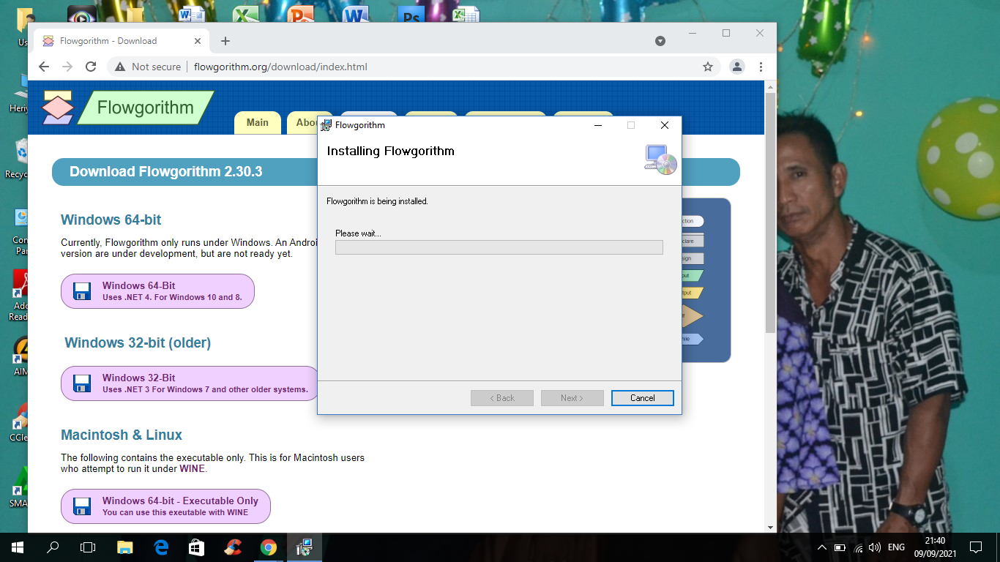 Us
Heriy
Recyc
Con
Pa
Ado
Read
AIM
CCle
SMA
Ps
Flowgorithm - Download
Not secure
flowgorithm.org/download/index.html
Flowgorithm
Main
Abou
Download Flowgorithm 2.30.3
Windows 64-bit
Currently, Flowgorithm only runs under Windows. An Androi
version are under development, but are not ready yet.
Windows 64-Bit
Uses .NET 4. For Windows 10 and 8.
Windows 32-bit (older)
Windows 32-Bit
Uses .NET 3 For Windows 7 and other older systems.
Macintosh & Linux
The following contains the executable only. This is for Macintosh users
who attempt to run it under WINE.
Windows 64-bit - Executable Only
You can use this exeutable with WINE
Flowgorithm
Installing Flowgorithm
Flowgorithm is being installed.
Please wait...
< Back
Next >
Cancel
ction
clare
sign
put
tput
If
hile
ENG
21:40
09/09/2021